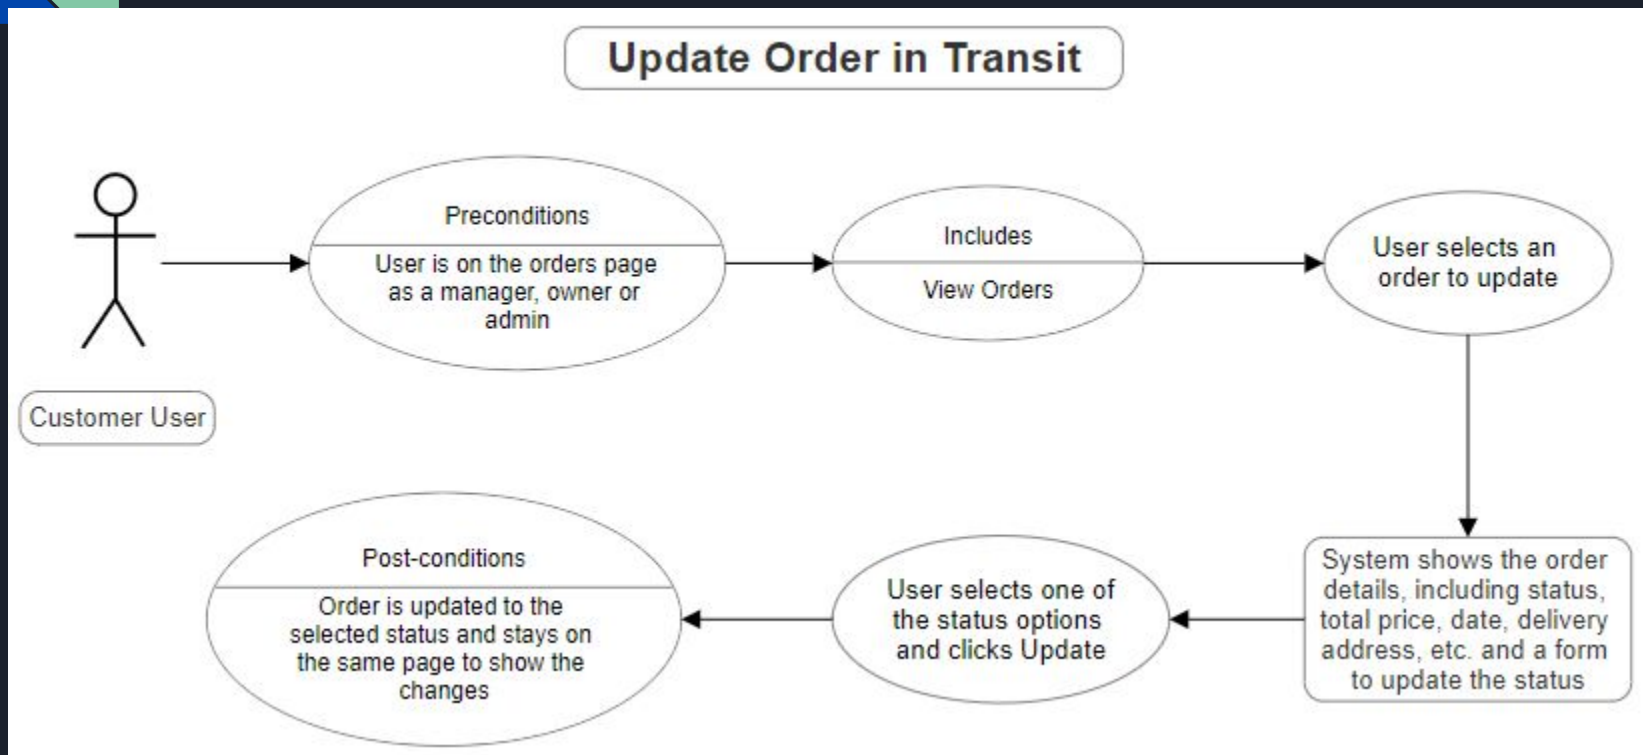 Update Order in Transit
Preconditions
User is on the orders page
as a manager, owner or
admin
Includes
View Orders
User selects an
order to update
Customer User
System shows the order
details, including status,
total price, date, delivery
address, etc. and a form
to update the status
User selects one of
the status options
and clicks Update
Post-conditions
Order is updated to the
selected status and stays on
the same page to show the
changes